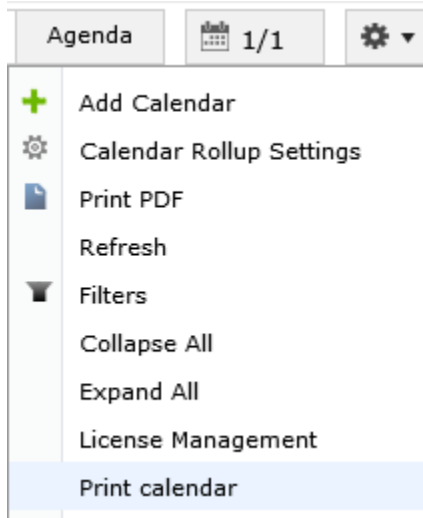 Agenda 1/1
Add Calendar
Calendar Rollup Settings
Print PDF
Refresh
Filters
Collapse All
Expand All
License Management
Print calendar